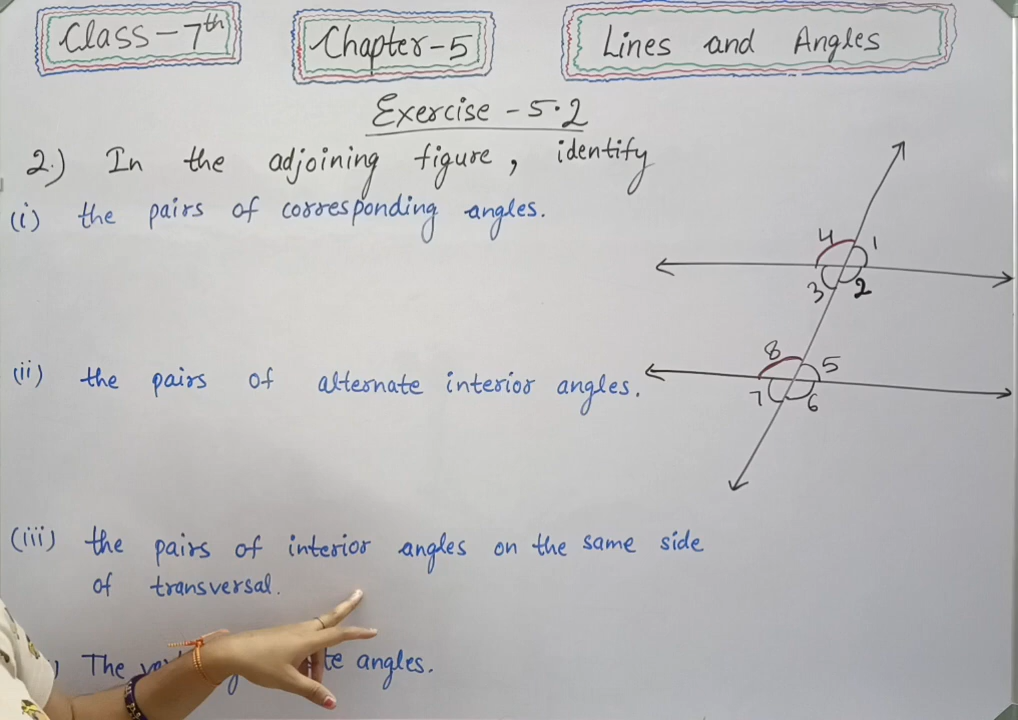 Class-7th
Chapter-5
Lines and Angles
Exercise - 5.2
2.) In the adjoining figure, identify
(i) the pairs of corresponding angles.
(ii) the pairs of alternate interior angles.
(iii) the pairs of interior angles on the same side
of transversal.
) The angles.
4 1
3 2
8 5
7 6